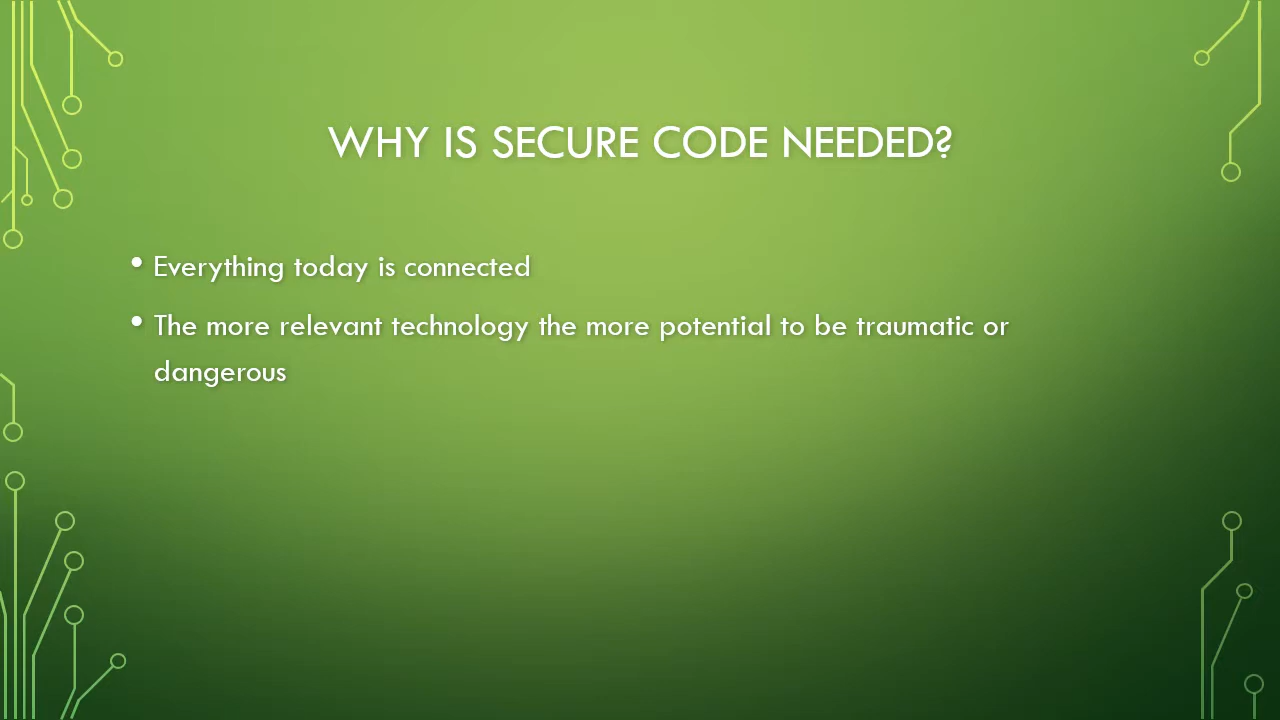 WHY IS SECURE CODE NEEDED?
• Everything today is connected
• The more relevant technology the more potential to be traumatic or
dangerous